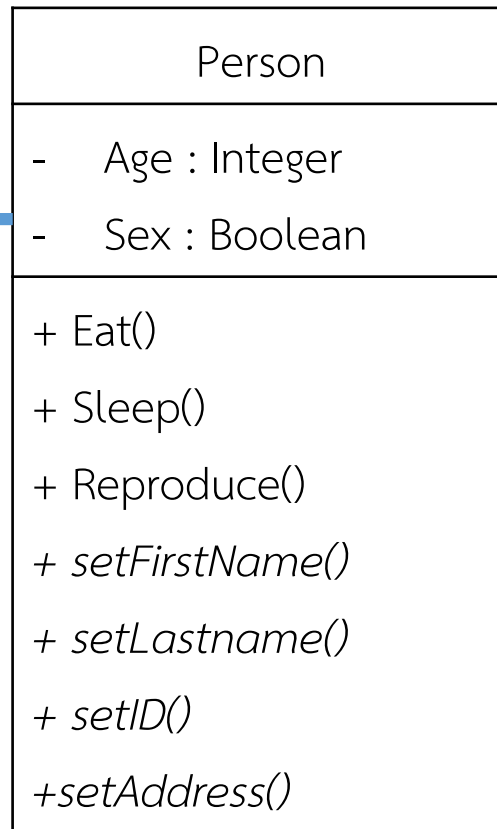 Person
- Age : Integer
- Sex : Boolean
+ Eat()
+ Sleep()
+ Reproduce()
+ setFirstName()
+ setLastname()
+ setID()
+setAddress()